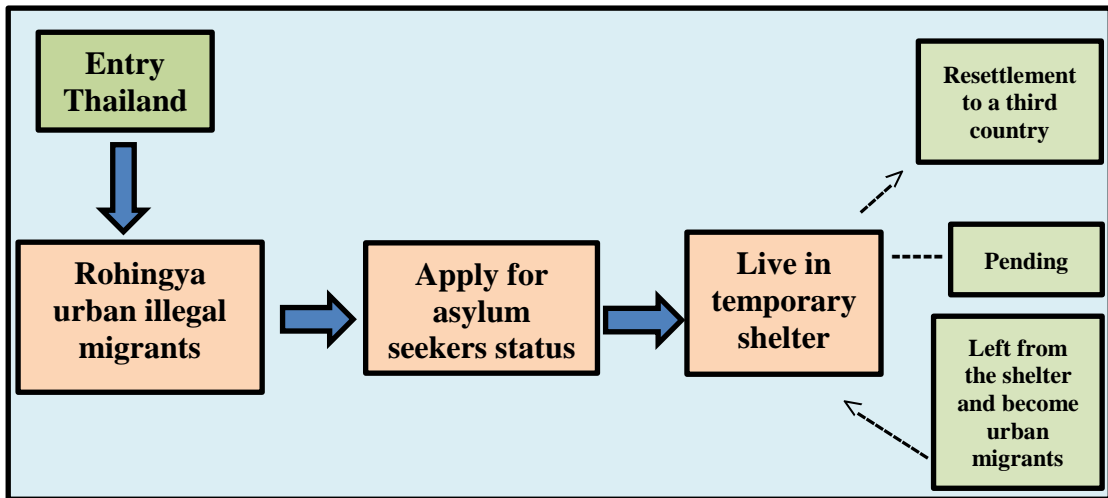 Entry
Thailand
Rohingya
urban illegal
migrants
Apply for
asylum
seekers status
Live in
temporary
shelter
Resettlement
to a third
country
Pending
Left from
the shelter
and become
urban
migrants